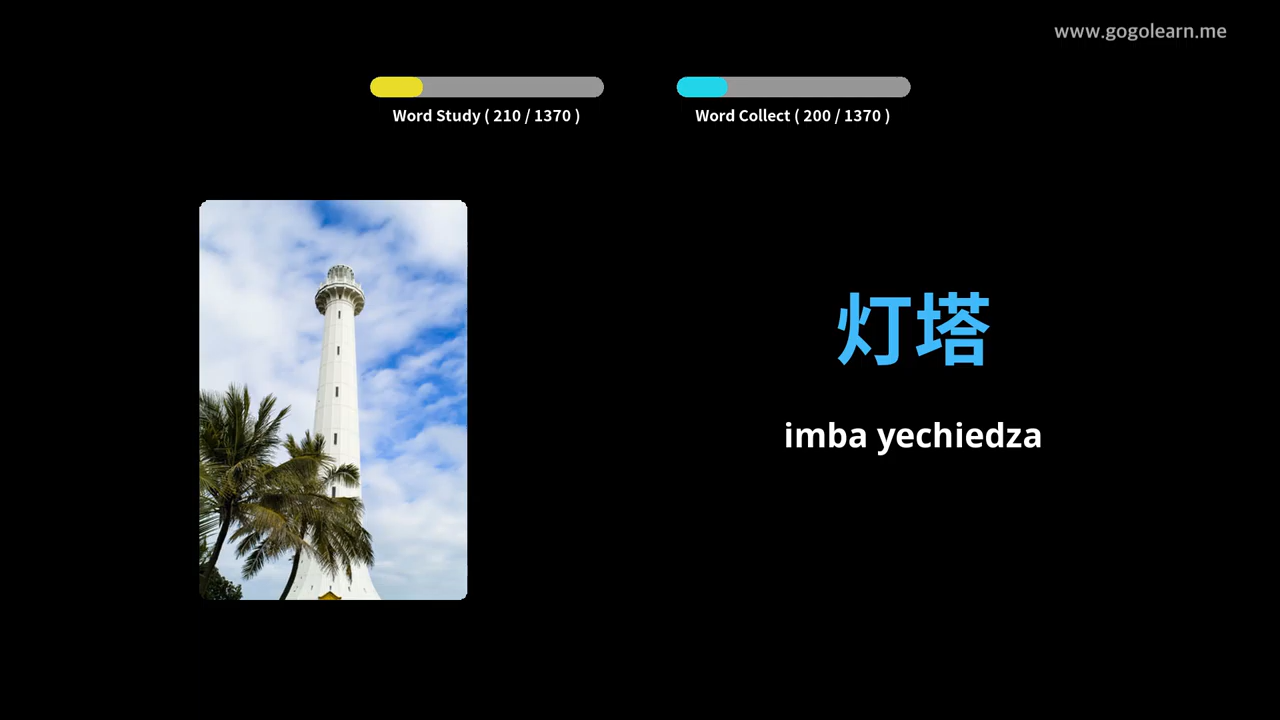 www.gogolearn.me
Word Study ( 210 / 1370 )
Word Collect ( 200 / 1370 )
灯塔
imba yechiedza